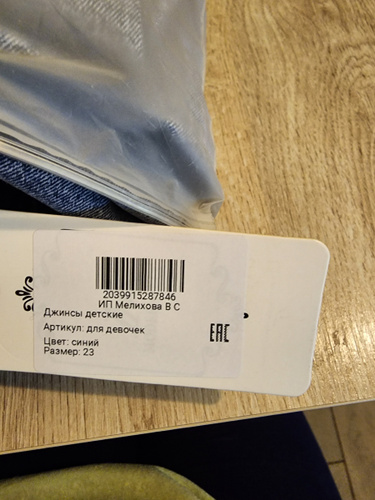 2039915287846
ИП Мелихова В С
Джинсы детские
Артикул: для девочек
EAC
Цвет: синий
Размер: 23